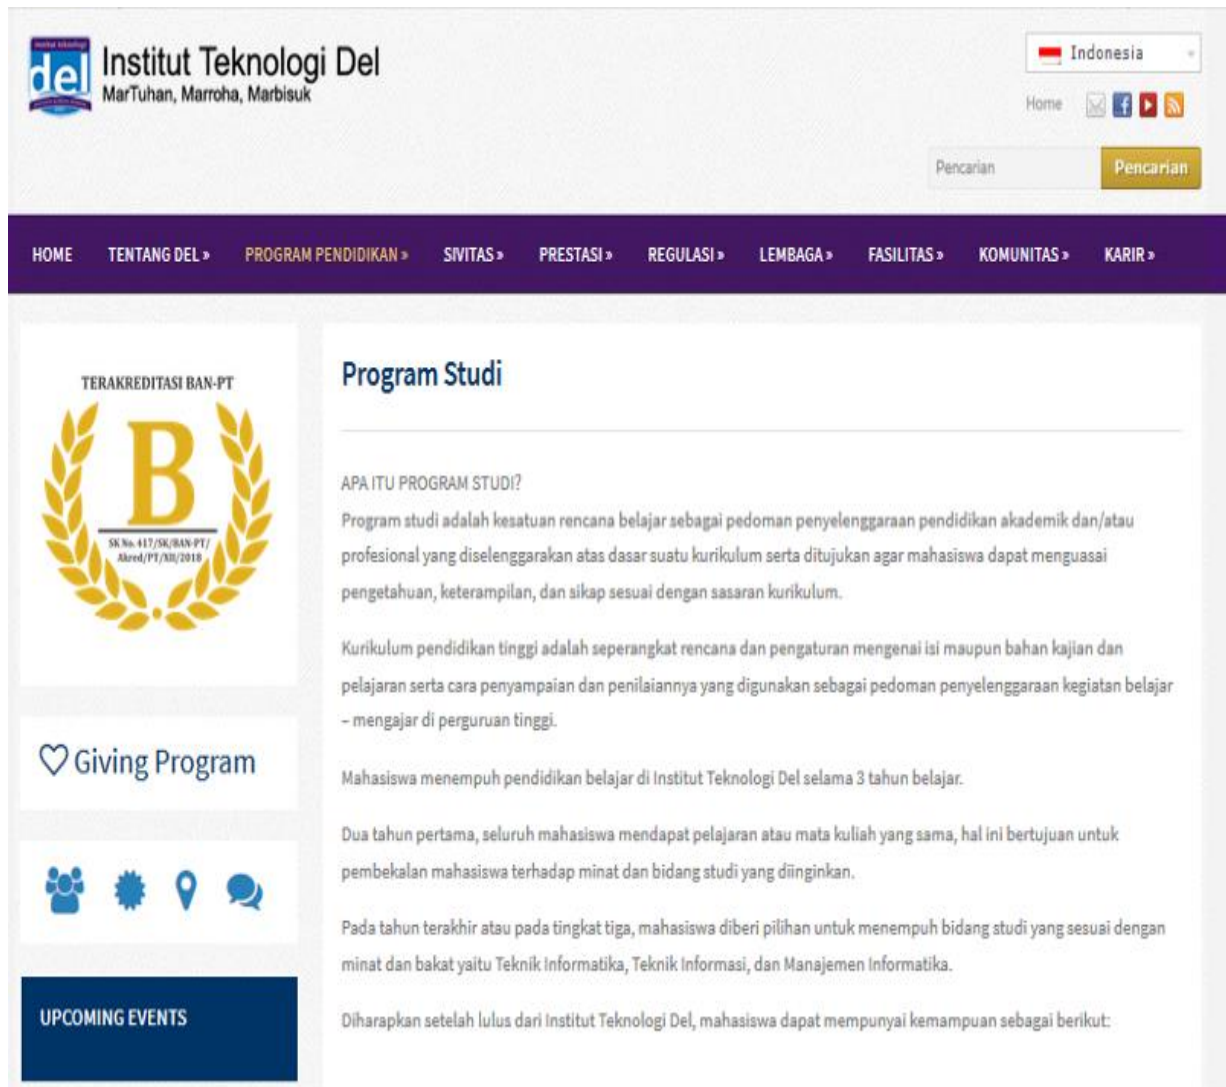 Institut Teknologi Del
MarTuhan, Marroha, Marbisuk
del
Indonesia
Home
Pencarian
Pencarian
HOME
TENTANG DEL »
PROGRAM PENDIDIKAN »
SIVITAS »
PRESTASI »
REGULASI »
LEMBAGA »
FASILITAS »
KOMUNITAS »
KARIR »
TERAKREDITASI BAN-PT
B
SK No. 417/SK/BAN-PT/
Akred/PT/XII/2018
Giving Program
UPCOMING EVENTS
Program Studi
APA ITU PROGRAM STUDI?
Program studi adalah kesatuan rencana belajar sebagai pedoman penyelenggaraan pendidikan akademik dan/atau
profesional yang diselenggarakan atas dasar suatu kurikulum serta ditujukan agar mahasiswa dapat menguasai
pengetahuan, keterampilan, dan sikap sesuai dengan sasaran kurikulum.
Kurikulum pendidikan tinggi adalah seperangkat rencana dan pengaturan mengenai isi maupun bahan kajian dan
pelajaran serta cara penyampaian dan penilaiannya yang digunakan sebagai pedoman penyelenggaraan kegiatan belajar
– mengajar di perguruan tinggi.
Mahasiswa menempuh pendidikan belajar di Institut Teknologi Del selama 3 tahun belajar.
Dua tahun pertama, seluruh mahasiswa mendapat pelajaran atau mata kuliah yang sama, hal ini bertujuan untuk
pembekalan mahasiswa terhadap minat dan bidang studi yang diinginkan.
Pada tahun terakhir atau pada tingkat tiga, mahasiswa diberi pilihan untuk menempuh bidang studi yang sesuai dengan
minat dan bakat yaitu Teknik Informatika, Teknik Informasi, dan Manajemen Informatika.
Diharapkan setelah lulus dari Institut Teknologi Del, mahasiswa dapat mempunyai kemampuan sebagai berikut: